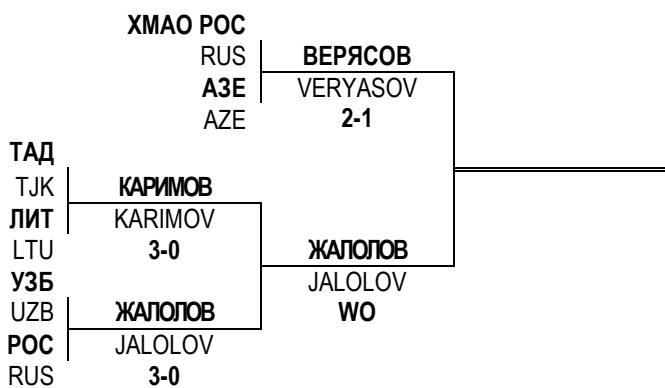 ХМАО РОС
RUS
АЗЕ
AZE
ВЕРЯСОВ
VERYASOV
2-1
ТАД
TJK
ЛИТ
LTU
КАРИМОВ
KARIMOV
3-0
УЗБ
UZB
РОС
RUS
ЖАЛОЛОВ
JALOLOV
3-0
ЖАЛОЛОВ
JALOLOV
WO